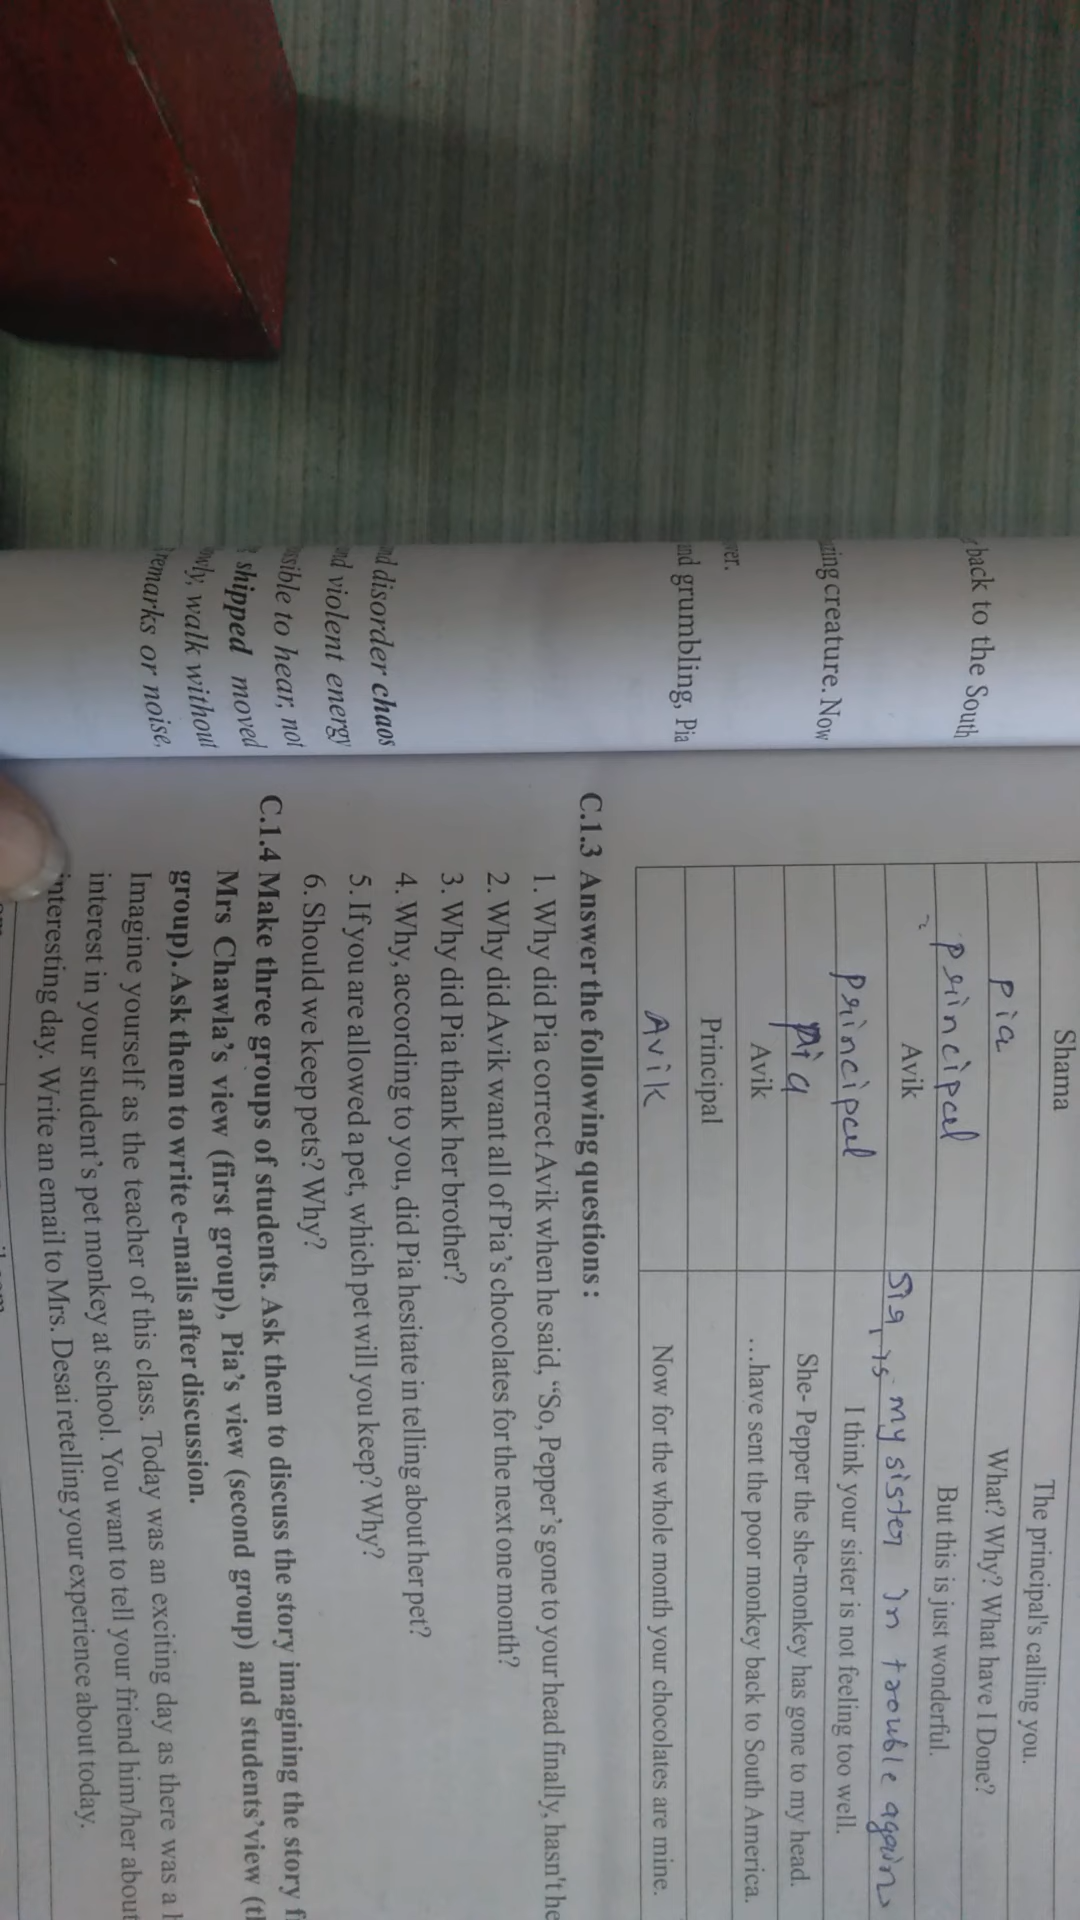 back to the South
zing creature. Now
ver.
nd grumbling, Pia
nd disorder chaos
nd violent energy
ssible to hear, not
shipped moved
wly, walk without
remarks or noise,
Shama The principal's calling you.
pia What? Why? What have I Done?
principal But this is just wonderful.
Avik is my sister in trouble again
principal I think your sister is not feeling too well.
pia She- Pepper the she-monkey has gone to my head.
Avik ...have sent the poor monkey back to South America.
Principal
Avik Now for the whole month your chocolates are mine.
C.1.3 Answer the following questions:
1. Why did Pia correct Avik when he said, “So, Pepper's gone to your head finally, hasn't he
2. Why did Avik want all of Pia's chocolates for the next one month?
3. Why did Pia thank her brother?
4. Why, according to you, did Pia hesitate in telling about her pet?
5. If you are allowed a pet, which pet will you keep? Why?
6. Should we keep pets? Why?
C.1.4 Make three groups of students. Ask them to discuss the story imagining the story f
Mrs Chawla's view (first group), Pia's view (second group) and students' view (th
group). Ask them to write e-mails after discussion.
Imagine yourself as the teacher of this class. Today was an exciting day as there was a
interest in your student's pet monkey at school. You want to tell your friend him/her about
interesting day. Write an email to Mrs. Desai retelling your experience about today.